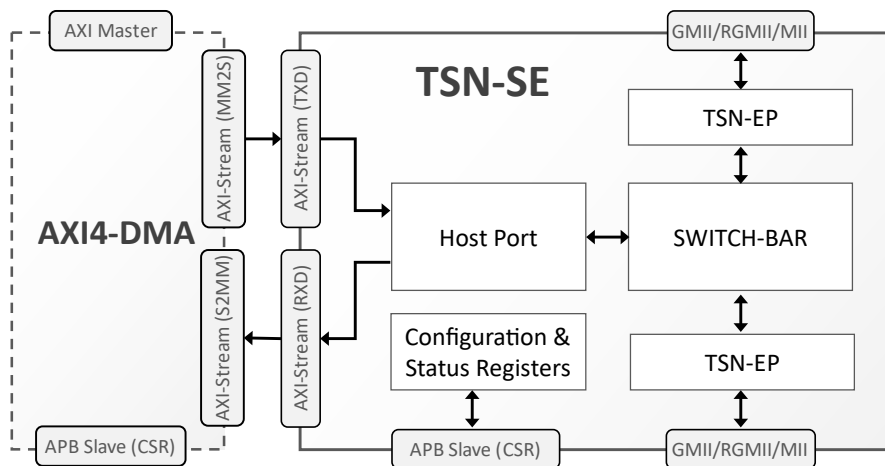 AXI Master
GMII/RGMII/MII
TSN-SE
AXI-Stream (MM2S)
AXI-Stream (TXD)
TSN-EP
AXI4-DMA
Host Port
SWITCH-BAR
AXI-Stream (S2MM)
AXI-Stream (RXD)
Configuration &
Status Registers
TSN-EP
APB Slave (CSR)
APB Slave (CSR)
GMII/RGMII/MII